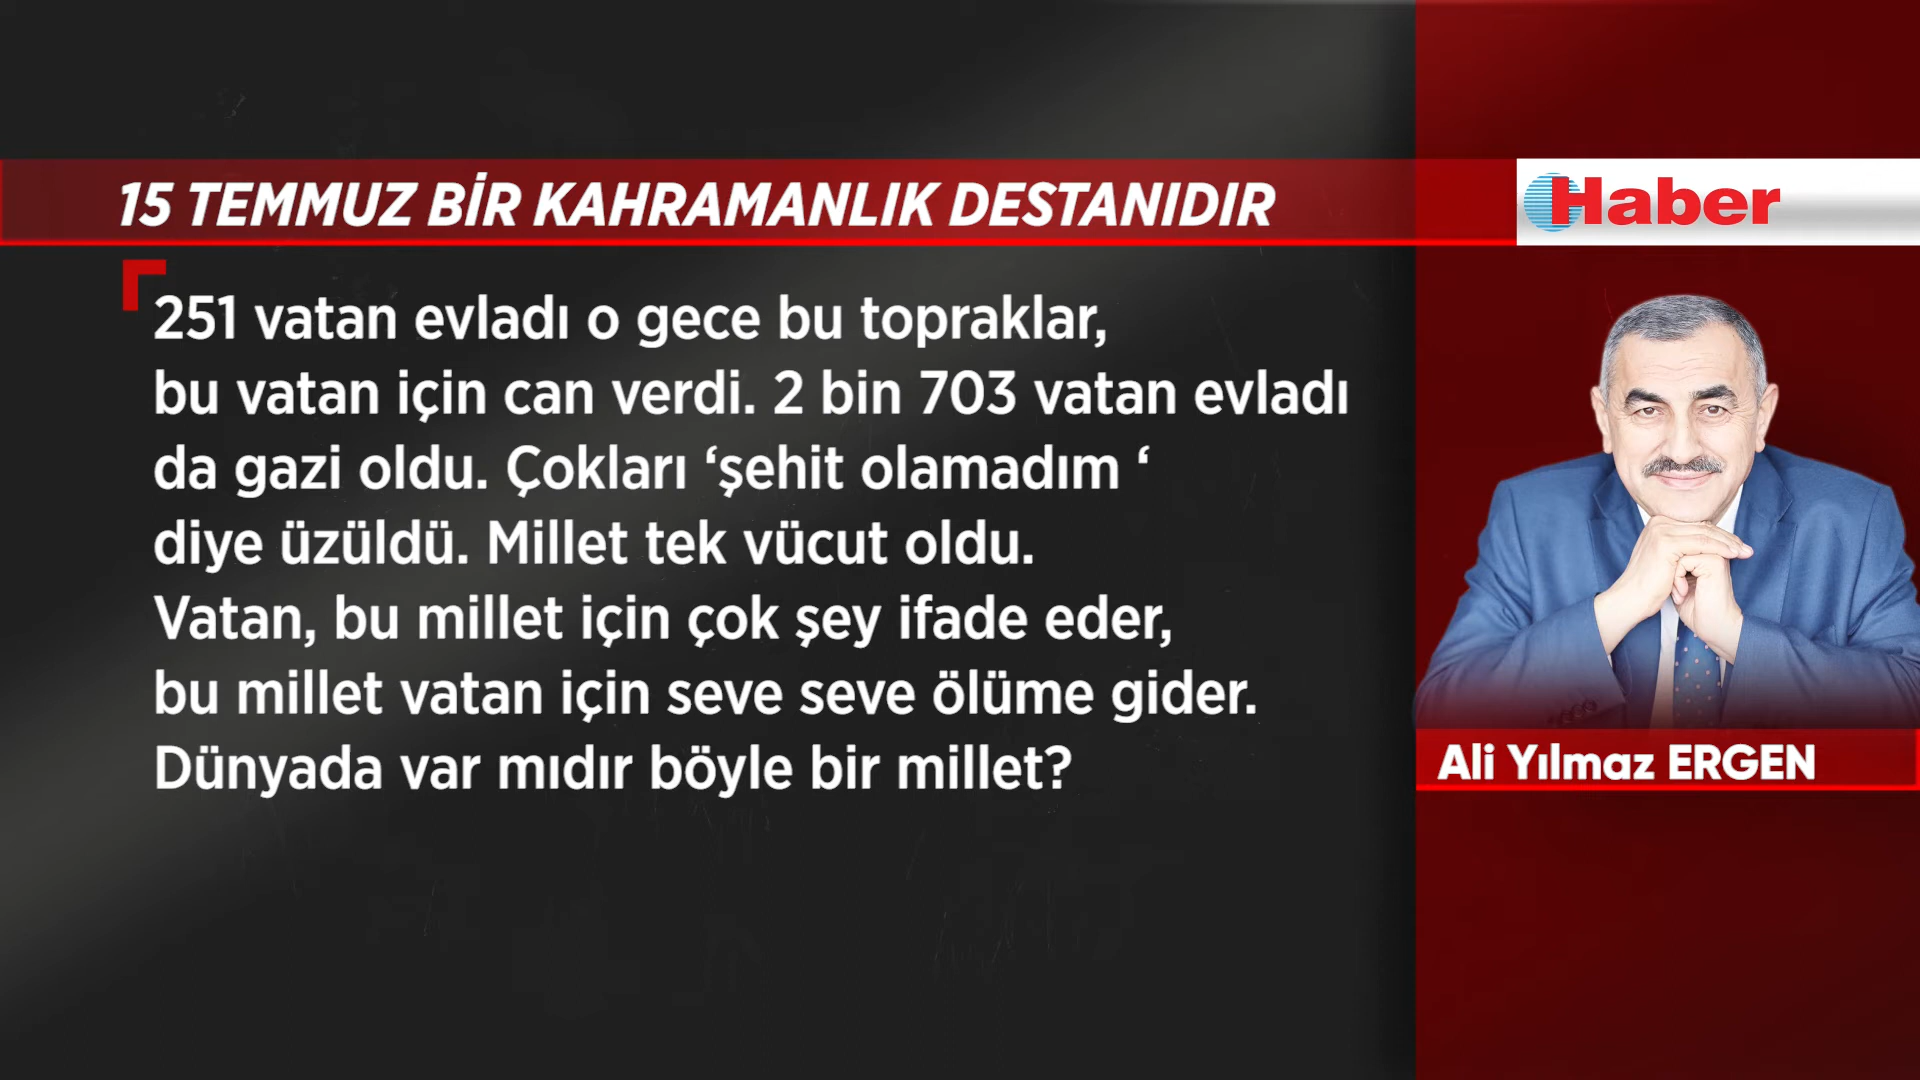 15 TEMMUZ BİR KAHRAMANLIK DESTANIDIR
Haber
251 vatan evladı o gece bu topraklar,
bu vatan için can verdi. 2 bin 703 vatan evladı
da gazi oldu. Çokları ‘şehit olamadım ‘
diye üzüldü. Millet tek vücut oldu.
Vatan, bu millet için çok şey ifade eder,
bu millet vatan için seve seve ölüme gider.
Dünyada var mıdır böyle bir millet?
Ali Yılmaz ERGEN